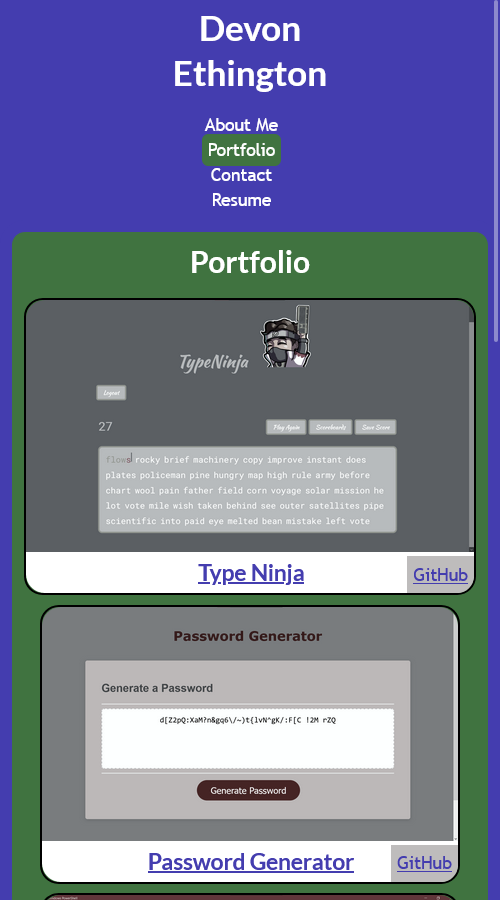 Devon
Ethington
About Me
Portfolio
Contact
Resume
Portfolio
TypeNinja
Logout
27
Play Again Scoreboards Save Score
flows rocky brief machinery copy improve instant does
plates policeman pine hungry map high rule army before
chart wool pain father field corn voyage solar mission he
lot vote mile wish taken behind see outer satellites pipe
scientific into paid eye melted bean mistake left vote
Type Ninja
GitHub
Password Generator
Generate a Password
d[Z2pQ:XaM?n&gq6\/~)t{lvN^gK/:F[C !2M rZQ
Generate Password
Password Generator
GitHub